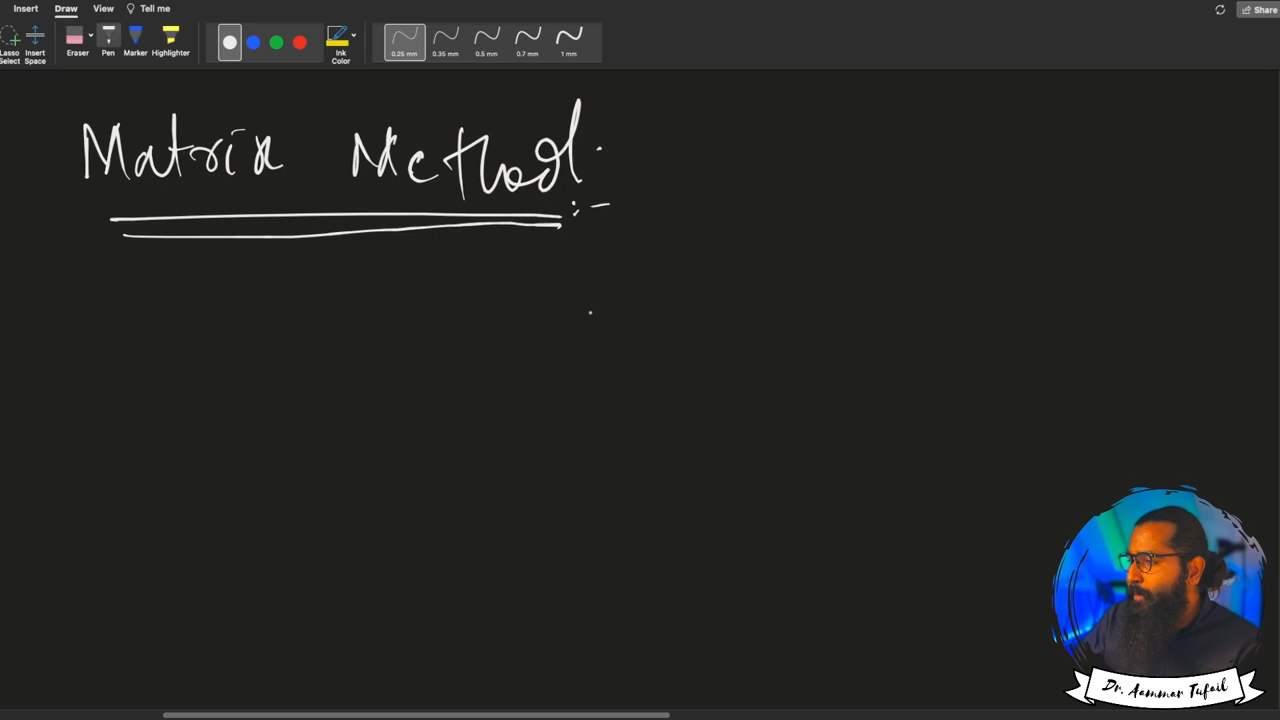 Insert Draw View Tell me
Share
Lasso Select
Insert Space
Eraser
Pen
Marker
Highlighter
Ink Color
0.25 mm
0.35 mm
0.5 mm
0.7 mm
1 mm
Matrix Method :-
Dr. Aammar Tufail